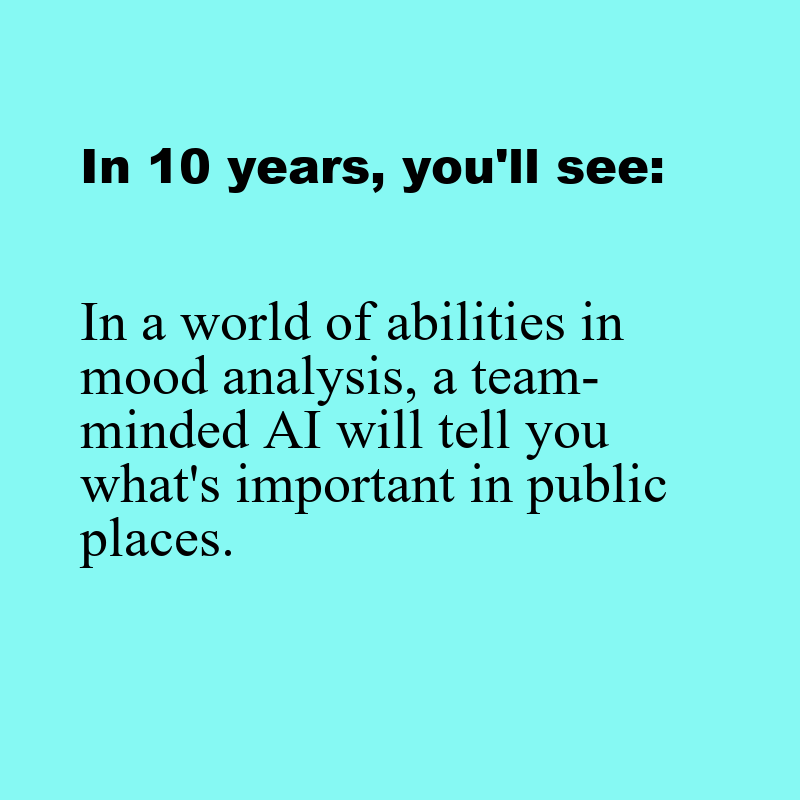 In 10 years, you'll see:
In a world of abilities in
mood analysis, a team-
minded AI will tell you
what's important in public
places.